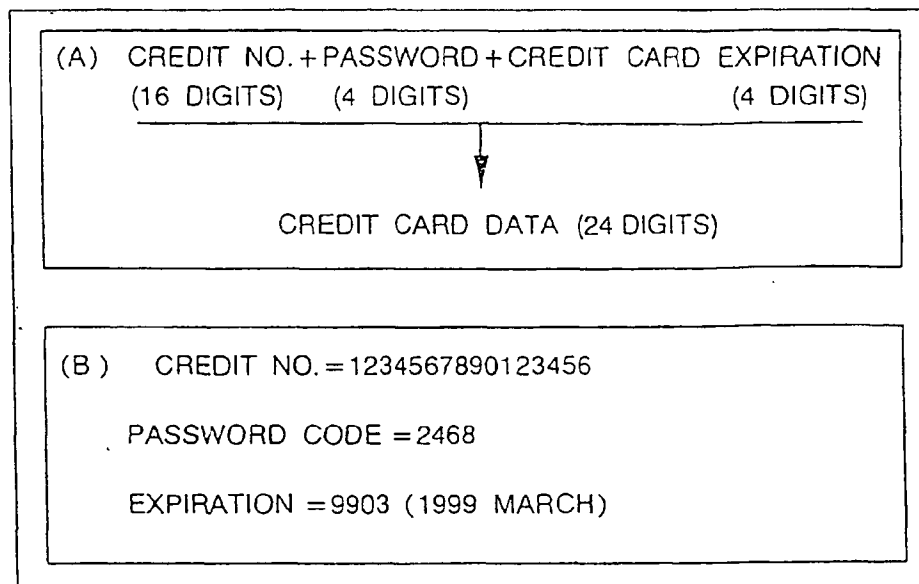 (A) CREDIT NO.+PASSWORD+CREDIT CARD EXPIRATION
(16 DIGITS) (4 DIGITS) (4 DIGITS)
CREDIT CARD DATA (24 DIGITS)
(B) CREDIT NO.=1234567890123456
PASSWORD CODE =2468
EXPIRATION =9903 (1999 MARCH)